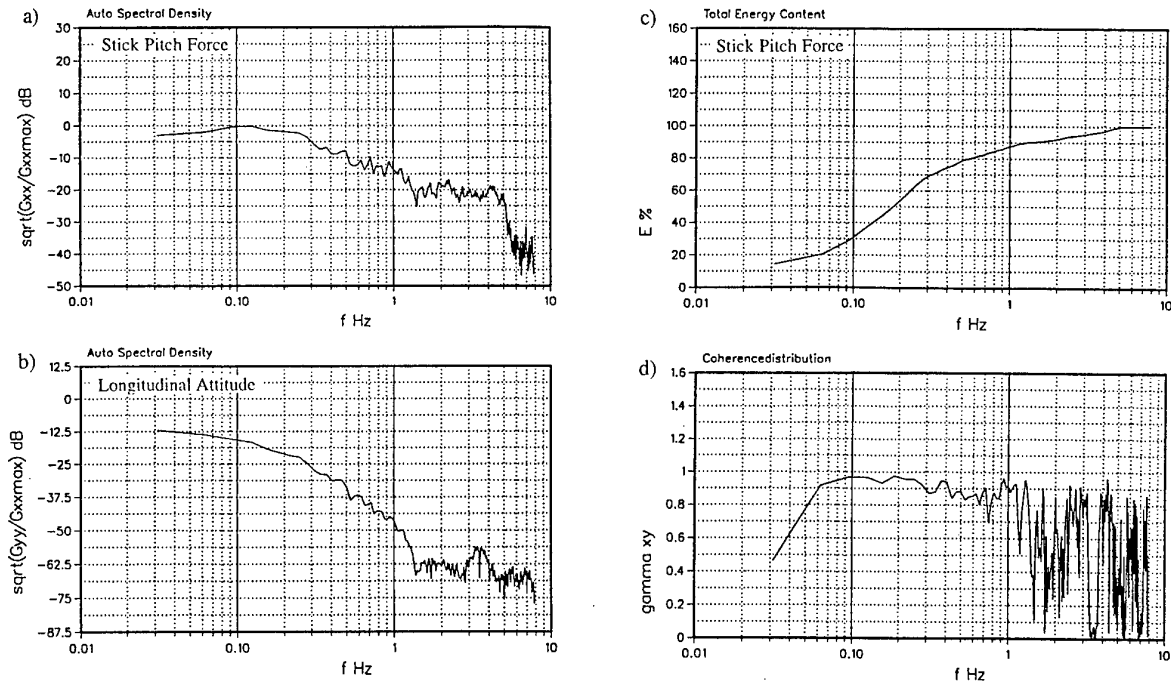 a)
Auto Spectral Density
Stick Pitch Force
sqrt(Gxx/Gxxmax) dB
30
20
10
0
−10
−20
−30
−40
−50
0.01
0.10
1
10
f Hz
b)
Auto Spectral Density
Longitudinal Attitude
sqrt(Gyy/Gxxmax) dB
12.5
0
−12.5
−25
−37.5
−50
−62.5
−75
−87.5
0.01
0.10
1
10
f Hz
c)
Total Energy Content
Stick Pitch Force
E %
160
140
120
100
80
60
40
20
0
0.01
0.10
1
10
f Hz
d)
Coherencedistribution
gamma xy
1.6
1.4
1.2
1
0.8
0.6
0.4
0.2
0
0.01
0.10
1
10
f Hz